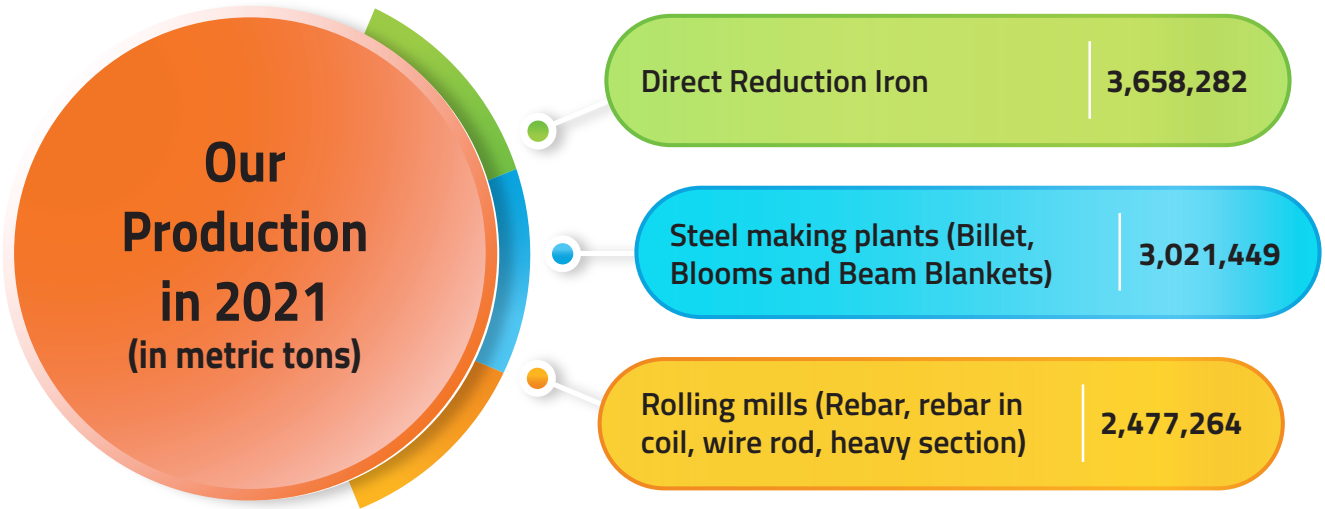 Our
Production
in 2021
(in metric tons)
Direct Reduction Iron
3,658,282
Steel making plants (Billet,
Blooms and Beam Blankets)
3,021,449
Rolling mills (Rebar, rebar in
coil, wire rod, heavy section)
2,477,264